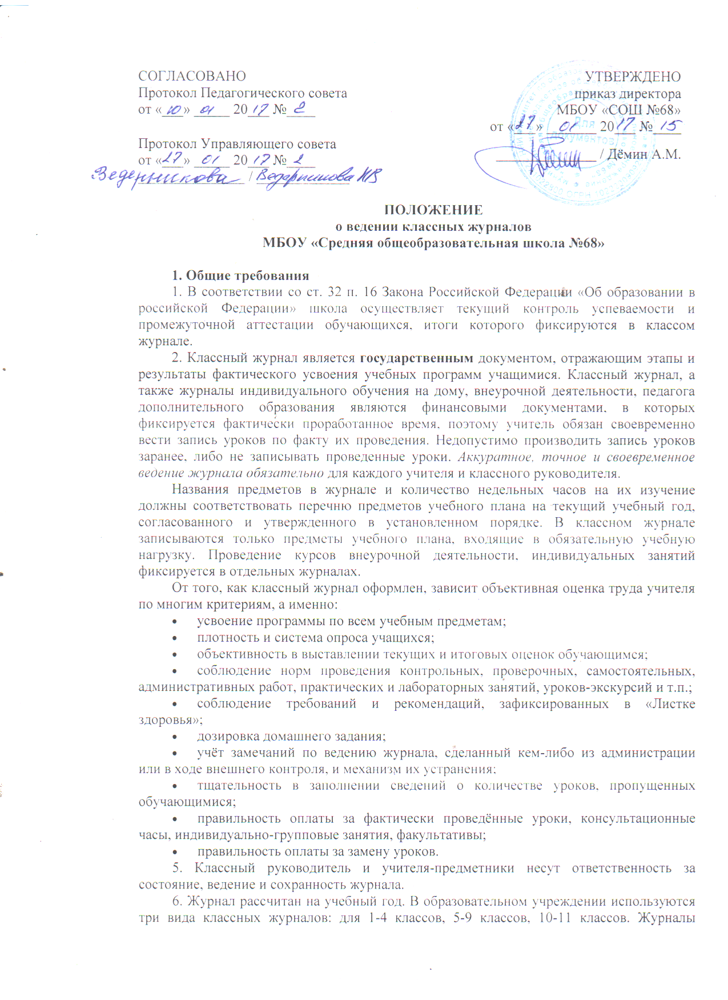 СОГЛАСОВАНО
Протокол Педагогического совета
от «10» 01 2017 №2
Протокол Управляющего совета
от «27» 01 2017 №2
Ведерникова / Ведерникова НВ
УТВЕРЖДЕНО
приказ директора
МБОУ «СОШ №68»
от «27» 01 2017 №15
/ Дёмин А.М.
Для
документов
ПОЛОЖЕНИЕ
о ведении классных журналов
МБОУ «Средняя общеобразовательная школа №68»
1. Общие требования
1. В соответствии со ст. 32 п. 16 Закона Российской Федерации «Об образовании в
российской Федерации» школа осуществляет текущий контроль успеваемости и
промежуточной аттестации обучающихся, итоги которого фиксируются в классом
журнале.
2. Классный журнал является государственным документом, отражающим этапы и
результаты фактического усвоения учебных программ учащимися. Классный журнал, а
также журналы индивидуального обучения на дому, внеурочной деятельности, педагога
дополнительного образования являются финансовыми документами, в которых
фиксируется фактически проработанное время, поэтому учитель обязан своевременно
вести запись уроков по факту их проведения. Недопустимо производить запись уроков
заранее, либо не записывать проведенные уроки. Аккуратное, точное и своевременное
ведение журнала обязательно для каждого учителя и классного руководителя.
Названия предметов в журнале и количество недельных часов на их изучение
должны соответствовать перечню предметов учебного плана на текущий учебный год,
согласованного и утвержденного в установленном порядке. В классном журнале
записываются только предметы учебного плана, входящие в обязательную учебную
нагрузку. Проведение курсов внеурочной деятельности, индивидуальных занятий
фиксируется в отдельных журналах.
От того, как классный журнал оформлен, зависит объективная оценка труда учителя
по многим критериям, а именно:
• усвоение программы по всем учебным предметам;
• плотность и система опроса учащихся;
• объективность в выставлении текущих и итоговых оценок обучающимся;
• соблюдение норм проведения контрольных, проверочных, самостоятельных,
административных работ, практических и лабораторных занятий, уроков-экскурсий и т.п.;
• соблюдение требований и рекомендаций, зафиксированных в «Листке
здоровья»;
• дозировка домашнего задания;
• учёт замечаний по ведению журнала, сделанный кем-либо из администрации
или в ходе внешнего контроля, и механизм их устранения;
• тщательность в заполнении сведений о количестве уроков, пропущенных
обучающимися;
• правильность оплаты за фактически проведённые уроки, консультационные
часы, индивидуально-групповые занятия, факультативы;
• правильность оплаты за замену уроков.
5. Классный руководитель и учителя-предметники несут ответственность за
состояние, ведение и сохранность журнала.
6. Журнал рассчитан на учебный год. В образовательном учреждении используются
три вида классных журналов: для 1-4 классов, 5-9 классов, 10-11 классов. Журналы